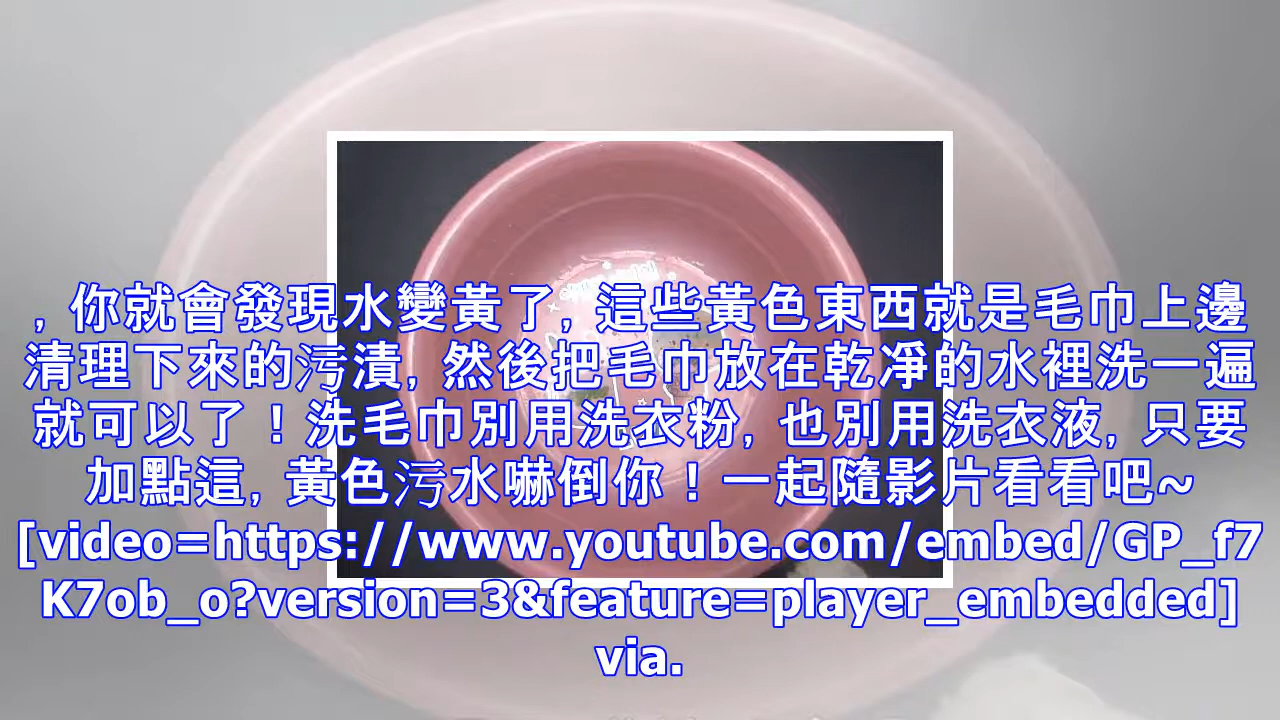 , 你就會發現水變黃了, 這些黃色東西就是毛巾上邊
清理下來的污漬, 然後把毛巾放在乾凈的水裡洗一遍
就可以了！洗毛巾別用洗衣粉, 也別用洗衣液, 只要
加點這, 黃色污水嚇倒你！一起隨影片看看吧~
[video=https://www.youtube.com/embed/GP_f7
K7ob_o?version=3&feature=player_embedded]
via.